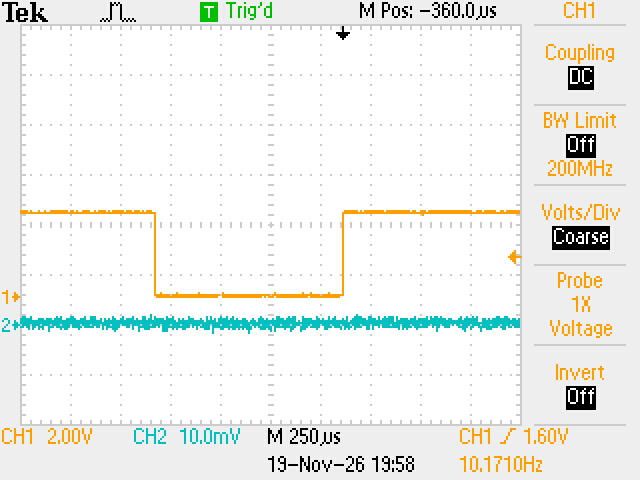 Tek T Trig'd M Pos: -360.0µs CH1
Coupling
DC
BW Limit
Off
200MHz
Volts/Div
Coarse
Probe
1X
Voltage
Invert
Off
1
2
CH1 2.00V CH2 10.0mV M 250µs CH1 1.60V
19-Nov-26 19:58 10.1710Hz